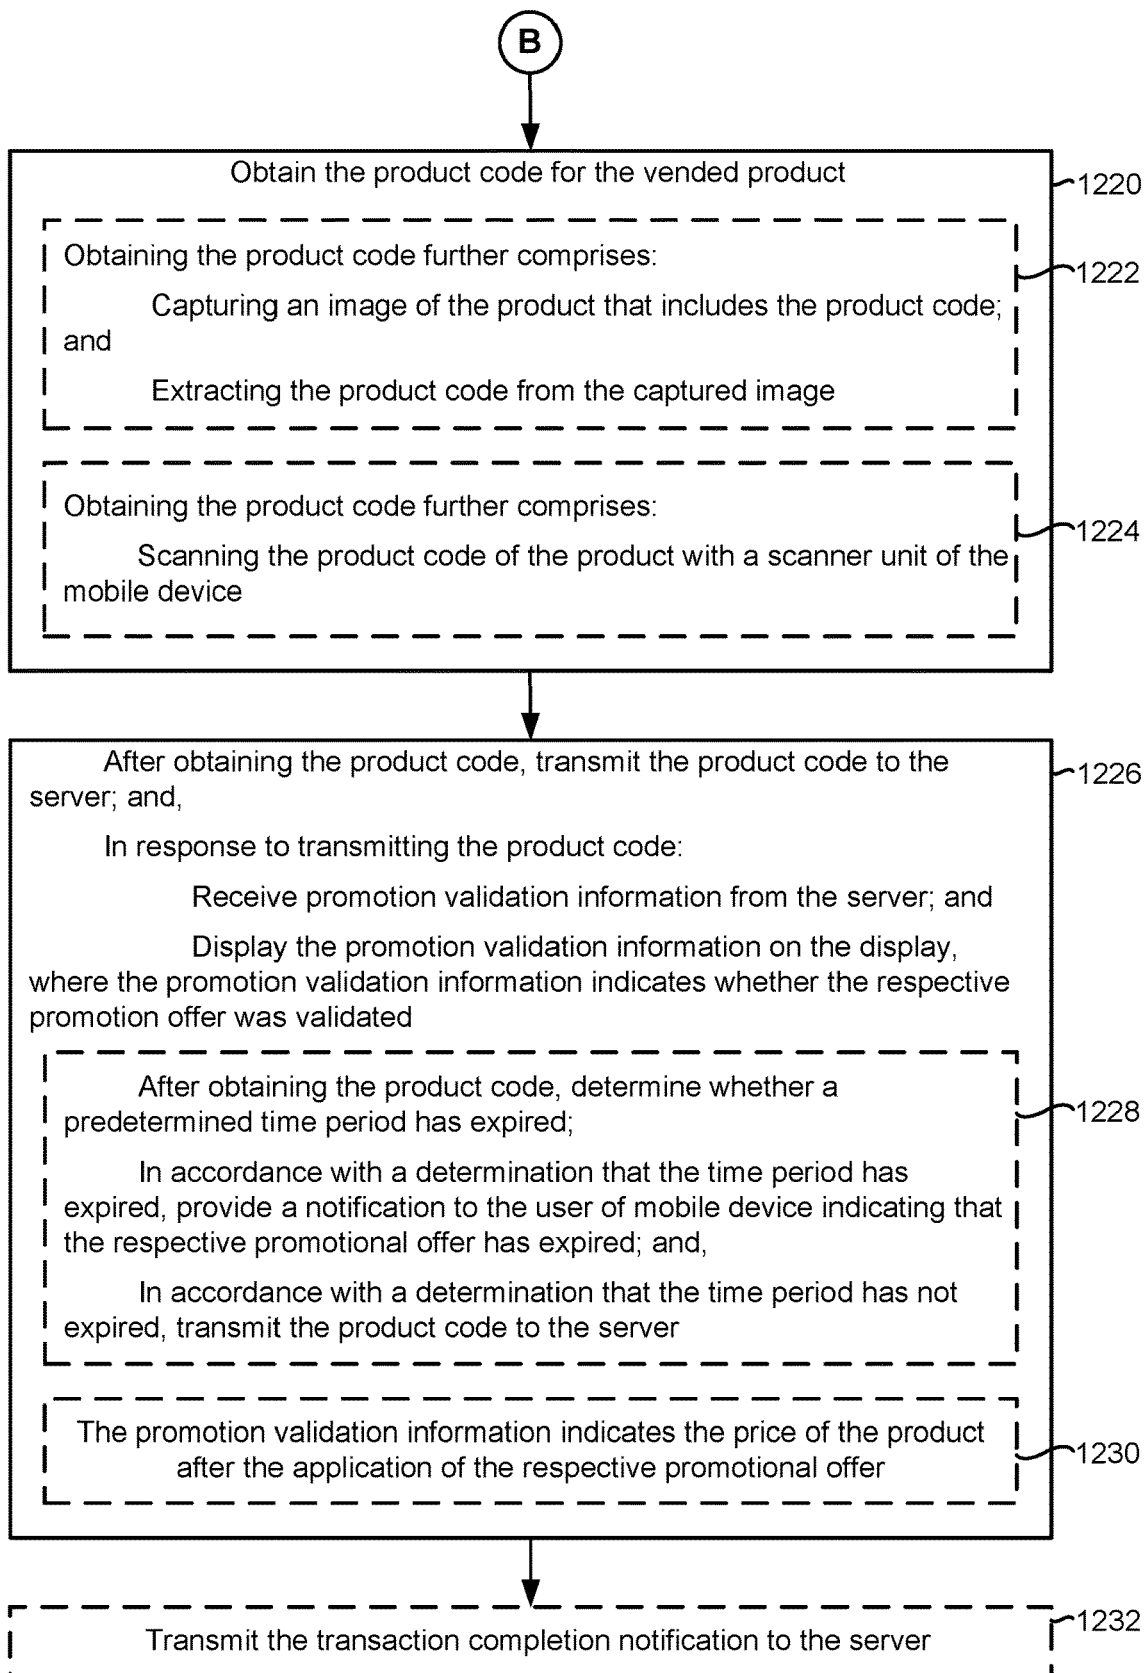 B
Obtain the product code for the vended product
1220
Obtaining the product code further comprises:
1222
Capturing an image of the product that includes the product code;
and
Extracting the product code from the captured image
Obtaining the product code further comprises:
1224
Scanning the product code of the product with a scanner unit of the
mobile device
After obtaining the product code, transmit the product code to the
1226
server; and,
In response to transmitting the product code:
Receive promotion validation information from the server; and
Display the promotion validation information on the display,
where the promotion validation information indicates whether the respective
promotion offer was validated
After obtaining the product code, determine whether a
1228
predetermined time period has expired;
In accordance with a determination that the time period has
expired, provide a notification to the user of mobile device indicating that
the respective promotional offer has expired; and,
In accordance with a determination that the time period has not
expired, transmit the product code to the server
The promotion validation information indicates the price of the product
1230
after the application of the respective promotional offer
1232
Transmit the transaction completion notification to the server